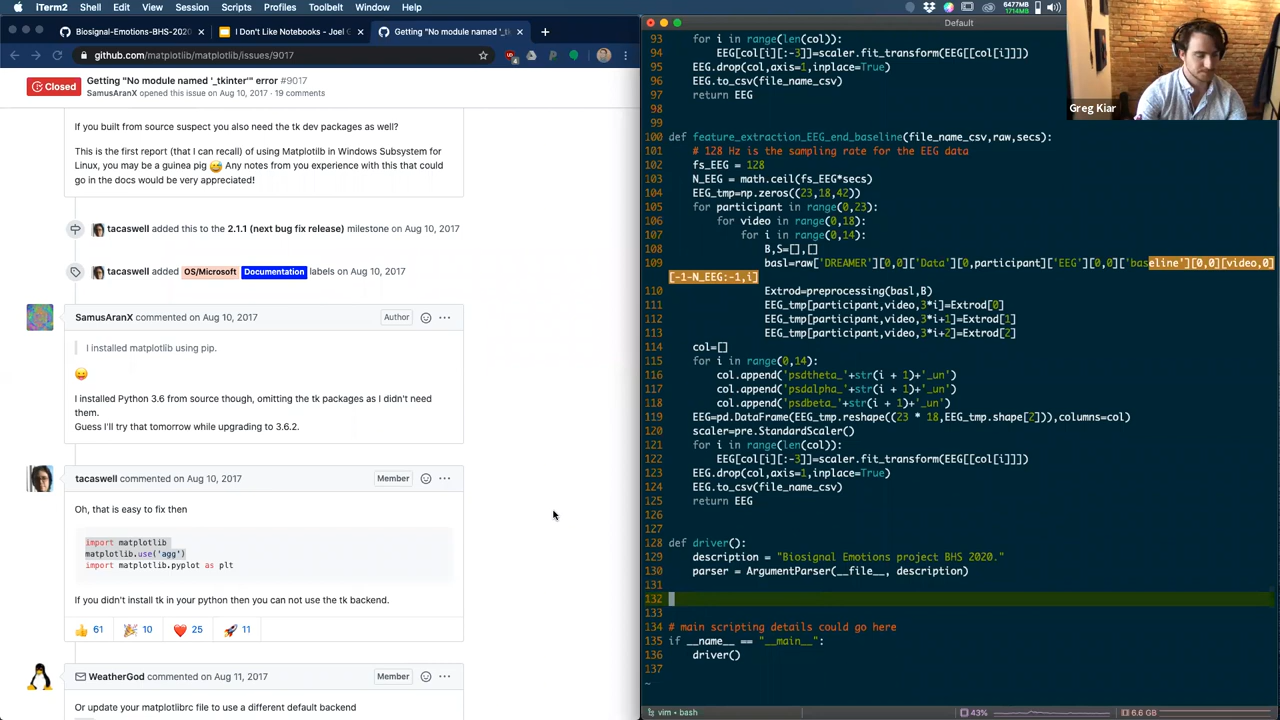 iTerm2 Shell Edit View Session Scripts Profiles Toolbelt Window Help
6477MB
1714MB
Biosignal-Emotions-BHS-2020
I Don't Like Notebooks - Joel G
Getting "No module named '_tk
github.com/matplotlib/matplotlib/issues/9017
Closed
Getting "No module named '_tkinter'" error #9017
SamusAranX opened this issue on Aug 10, 2017 · 19 comments
If you built from source suspect you also need the tk dev packages as well?
This is the first report (that I can recall) of using Matplotilb in Windows Subsystem for
Linux, you may be a guinea pig 😅 Any notes from you experience with this that could
go in the docs would be very appreciated!
tacaswell added this to the 2.1.1 (next bug fix release) milestone on Aug 10, 2017
tacaswell added OS/Microsoft Documentation labels on Aug 10, 2017
SamusAranX commented on Aug 10, 2017
Author
I installed matplotlib using pip.
😛
I installed Python 3.6 from source though, omitting the tk packages as I didn't need
them.
Guess I'll try that tomorrow while upgrading to 3.6.2.
tacaswell commented on Aug 10, 2017
Member
Oh, that is easy to fix then
import matplotlib
matplotlib.use('agg')
import matplotlib.pyplot as plt
If you didn't install tk in your python then you can not use the tk backend.
👍 61 🎉 10 ❤️ 25 🚀 11
WeatherGod commented on Aug 11, 2017
Member
Or update your matplotlibrc file to use a different default backend
Default
93 for i in range(len(col)):
94 EEG[col[i][:-3]]=scaler.fit_transform(EEG[[col[i]]])
95 EEG.drop(col,axis=1,inplace=True)
96 EEG.to_csv(file_name_csv)
97 return EEG
98
99
100 def feature_extraction_EEG_end_baseline(file_name_csv,raw,secs):
101 # 128 Hz is the sampling rate for the EEG data
102 fs_EEG = 128
103 N_EEG = math.ceil(fs_EEG*secs)
104 EEG_tmp=np.zeros((23,18,42))
105 for participant in range(0,23):
106 for video in range(0,18):
107 for i in range(0,14):
108 B,S=[],[]
109 basl=raw['DREAMER'][0,0]['Data'][0,participant]['EEG'][0,0]['baseline'][0,0][video,0]
[-1-N_EEG:-1,i]
110 Extrod=preprocessing(basl,B)
111 EEG_tmp[participant,video,3*i]=Extrod[0]
112 EEG_tmp[participant,video,3*i+1]=Extrod[1]
113 EEG_tmp[participant,video,3*i+2]=Extrod[2]
114 col=[]
115 for i in range(0,14):
116 col.append('psdtheta_'+str(i + 1)+'_un')
117 col.append('psdalpha_'+str(i + 1)+'_un')
118 col.append('psdbeta_'+str(i + 1)+'_un')
119 EEG=pd.DataFrame(EEG_tmp.reshape((23 * 18,EEG_tmp.shape[2])),columns=col)
120 scaler=pre.StandardScaler()
121 for i in range(len(col)):
122 EEG[col[i][:-3]]=scaler.fit_transform(EEG[[col[i]]])
123 EEG.drop(col,axis=1,inplace=True)
124 EEG.to_csv(file_name_csv)
125 return EEG
126
127
128 def driver():
129 description = "Biosignal Emotions project BHS 2020."
130 parser = ArgumentParser(__file__, description)
131
132
133
134 # main scripting details could go here
135 if __name__ == "__main__":
136 driver()
137
~
vim • bash
43%
6.6 GB
Greg Kiar